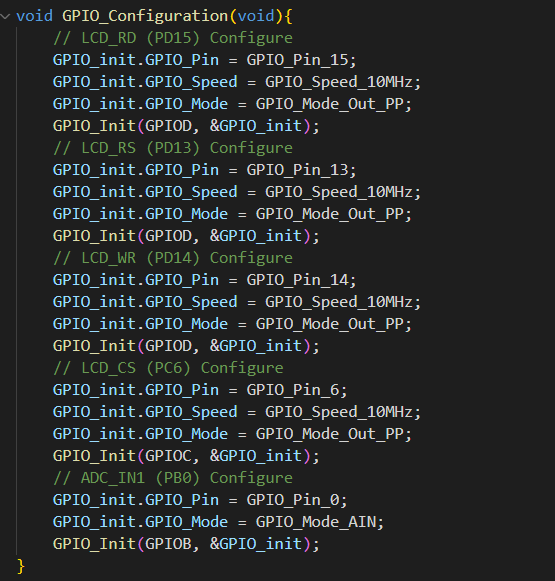 void GPIO_Configuration(void){
// LCD_RD (PD15) Configure
GPIO_init.GPIO_Pin = GPIO_Pin_15;
GPIO_init.GPIO_Speed = GPIO_Speed_10MHz;
GPIO_init.GPIO_Mode = GPIO_Mode_Out_PP;
GPIO_Init(GPIOD, &GPIO_init);
// LCD_RS (PD13) Configure
GPIO_init.GPIO_Pin = GPIO_Pin_13;
GPIO_init.GPIO_Speed = GPIO_Speed_10MHz;
GPIO_init.GPIO_Mode = GPIO_Mode_Out_PP;
GPIO_Init(GPIOD, &GPIO_init);
// LCD_WR (PD14) Configure
GPIO_init.GPIO_Pin = GPIO_Pin_14;
GPIO_init.GPIO_Speed = GPIO_Speed_10MHz;
GPIO_init.GPIO_Mode = GPIO_Mode_Out_PP;
GPIO_Init(GPIOD, &GPIO_init);
// LCD_CS (PC6) Configure
GPIO_init.GPIO_Pin = GPIO_Pin_6;
GPIO_init.GPIO_Speed = GPIO_Speed_10MHz;
GPIO_init.GPIO_Mode = GPIO_Mode_Out_PP;
GPIO_Init(GPIOC, &GPIO_init);
// ADC_IN1 (PB0) Configure
GPIO_init.GPIO_Pin = GPIO_Pin_0;
GPIO_init.GPIO_Mode = GPIO_Mode_AIN;
GPIO_Init(GPIOB, &GPIO_init);
}